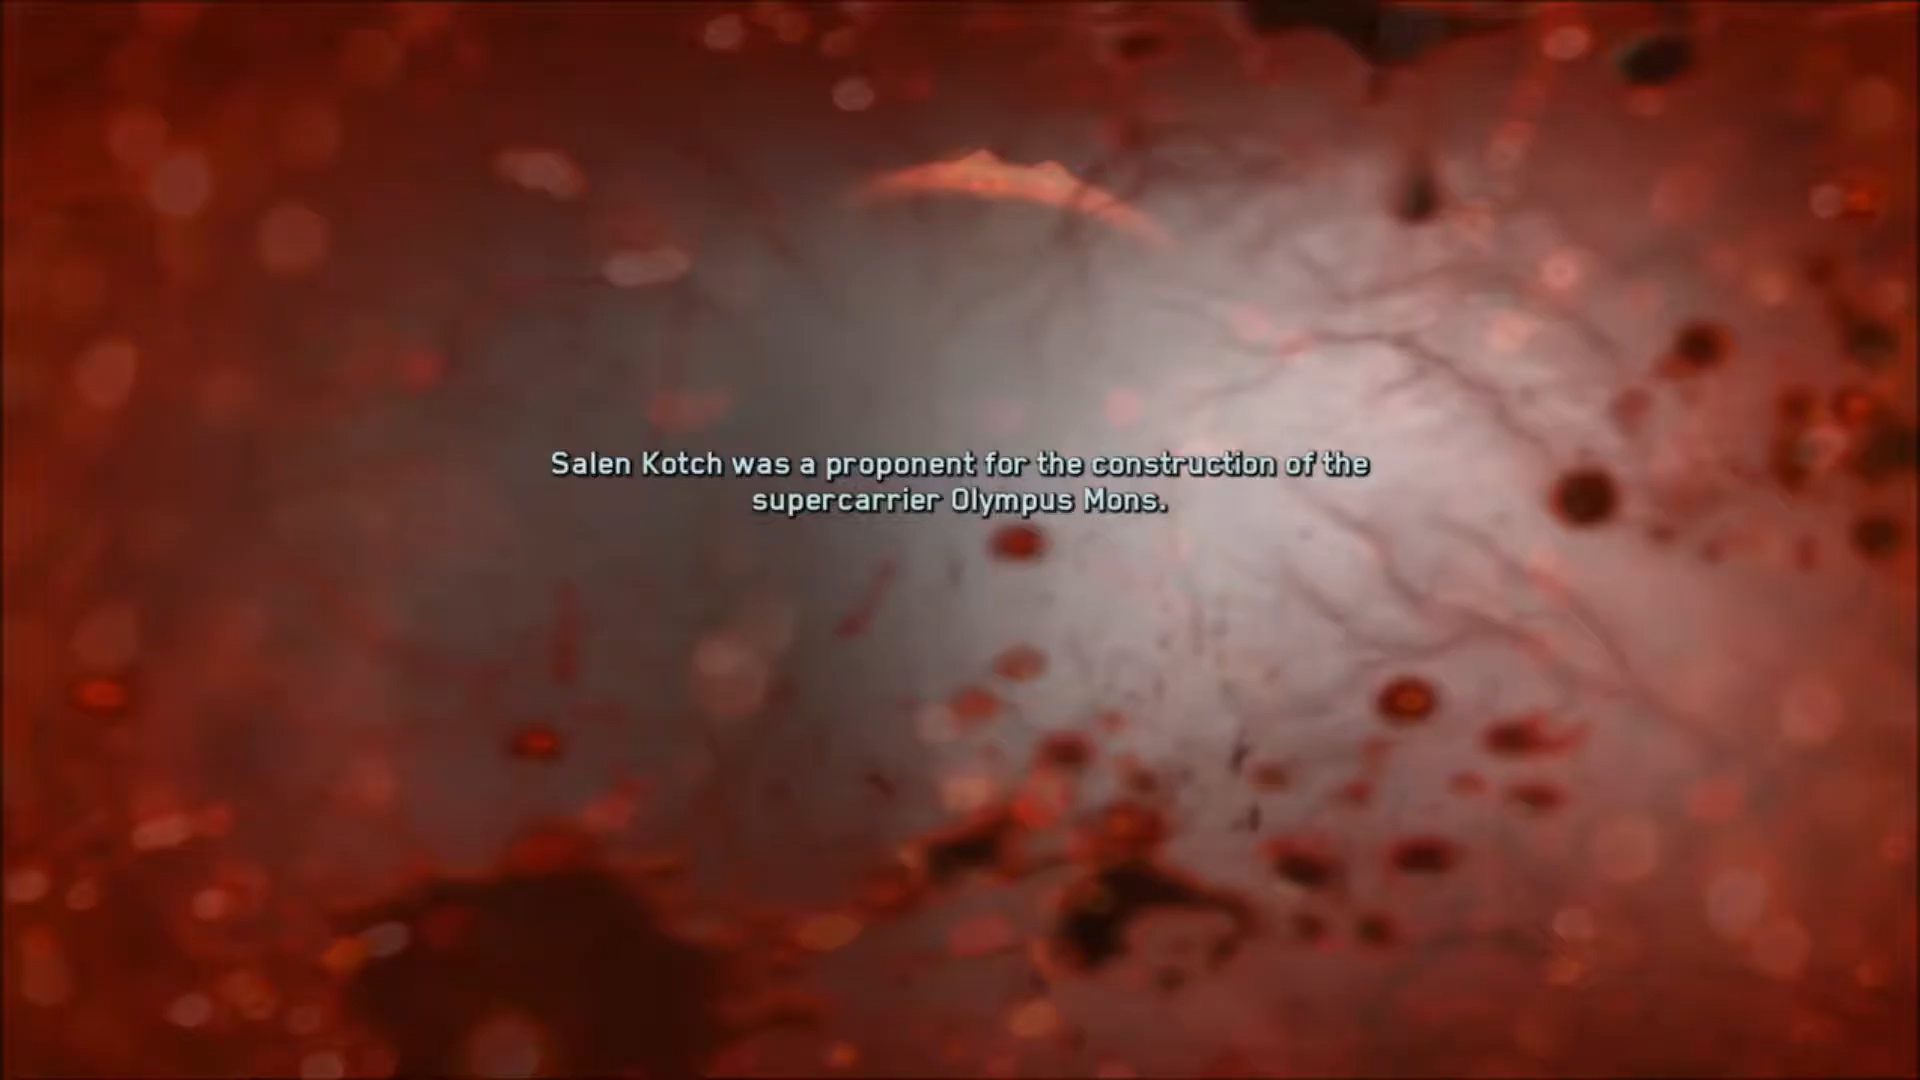 Salen Kotch was a proponent for the construction of the
supercarrier Olympus Mons.